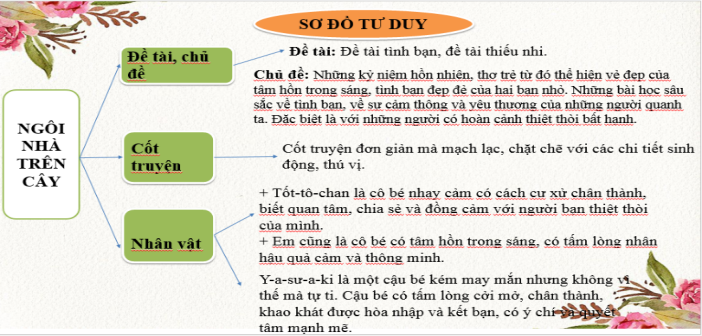 SƠ ĐỒ TƯ DUY
NGÔI
NHÀ
TRÊN
CÂY
Đề tài, chủ
đề
Đề tài: Đề tài tình bạn, đề tài thiếu nhi.
Chủ đề: Những kỷ niệm hồn nhiên, thơ trẻ từ đó thể hiện vẻ đẹp của
tâm hồn trong sáng, tình bạn đẹp đẽ của hai bạn nhỏ. Những bài học sâu
sắc về tình bạn, về sự cảm thông và yêu thương của những người quanh
ta. Đặc biệt là với những người có hoàn cảnh thiệt thòi bất hạnh.
Cốt
truyện
Cốt truyện đơn giản mà mạch lạc, chặt chẽ với các chi tiết sinh
động, thú vị.
Nhân vật
+ Tốt-tô-chan là cô bé nhạy cảm có cách cư xử chân thành,
biết quan tâm, chia sẻ và đồng cảm với người bạn thiệt thòi
của mình.
+ Em cũng là cô bé có tâm hồn trong sáng, có tấm lòng nhân
hậu quả cảm và thông minh.
Y-a-sư-a-ki là một cậu bé kém may mắn nhưng không vì
thế mà tự ti. Cậu bé có tấm lòng cởi mở, chân thành,
khao khát được hòa nhập và kết bạn, có ý chí và quyết
tâm mạnh mẽ.